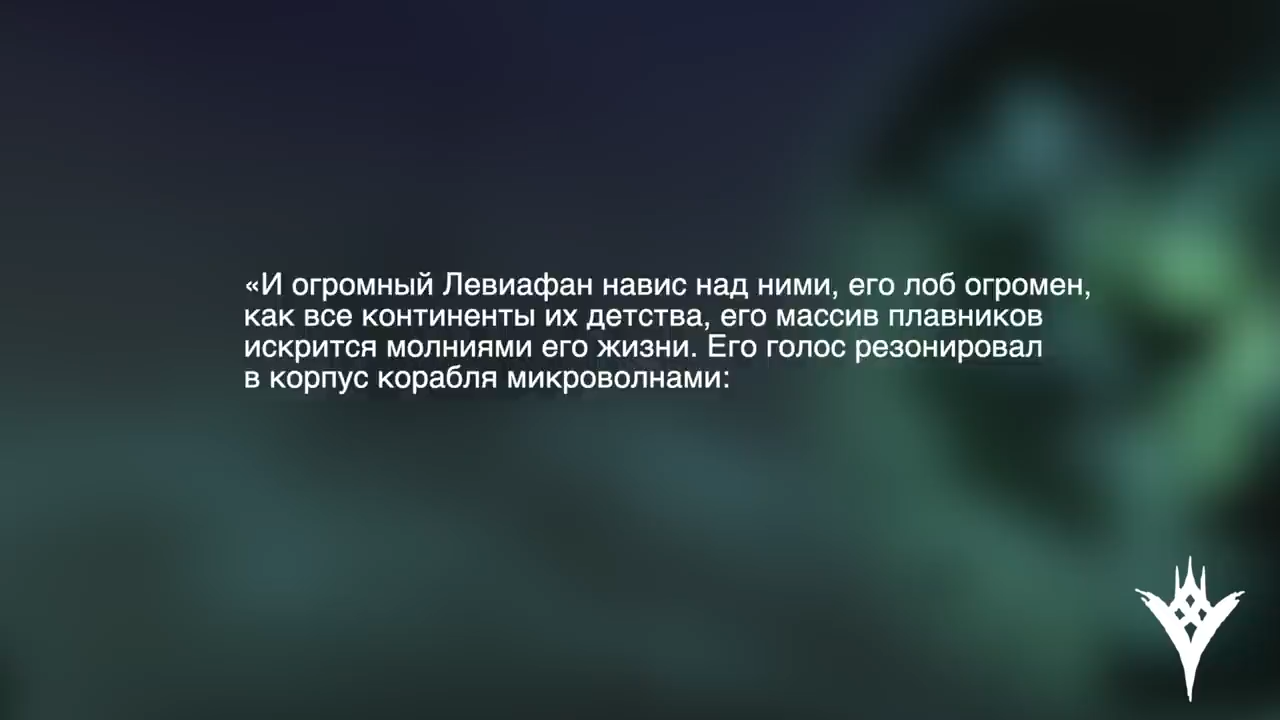 «И огромный Левиафан навис над ними, его лоб огромен,
как все континенты их детства, его массив плавников
искрится молниями его жизни. Его голос резонировал
в корпус корабля микроволнами: